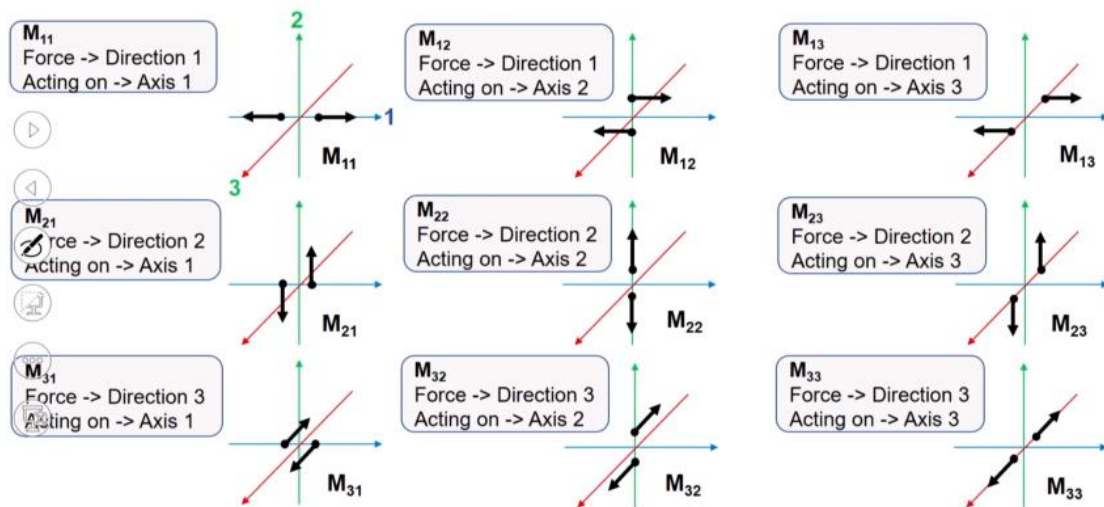 M11
Force -> Direction 1
Acting on -> Axis 1
2
1
3
M11
M12
Force -> Direction 1
Acting on -> Axis 2
M12
M13
Force -> Direction 1
Acting on -> Axis 3
M13
M21
rce -> Direction 2
Acting on -> Axis 1
M21
M22
Force -> Direction 2
Acting on -> Axis 2
M22
M23
Force -> Direction 2
Acting on -> Axis 3
M23
M31
Force -> Direction 3
Acting on -> Axis 1
M31
M32
Force -> Direction 3
Acting on -> Axis 2
M32
M33
Force -> Direction 3
Acting on -> Axis 3
M33